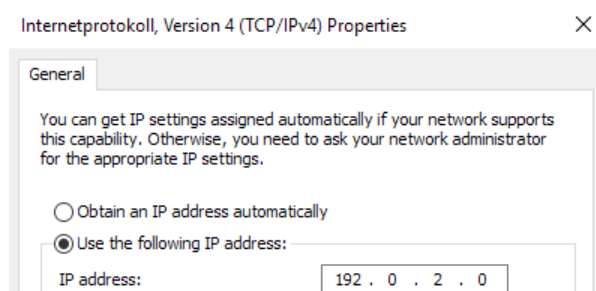 Internetprotokoll, Version 4 (TCP/IPv4) Properties
General
You can get IP settings assigned automatically if your network supports
this capability. Otherwise, you need to ask your network administrator
for the appropriate IP settings.
Obtain an IP address automatically
Use the following IP address:
IP address: 192 . 0 . 2 . 0